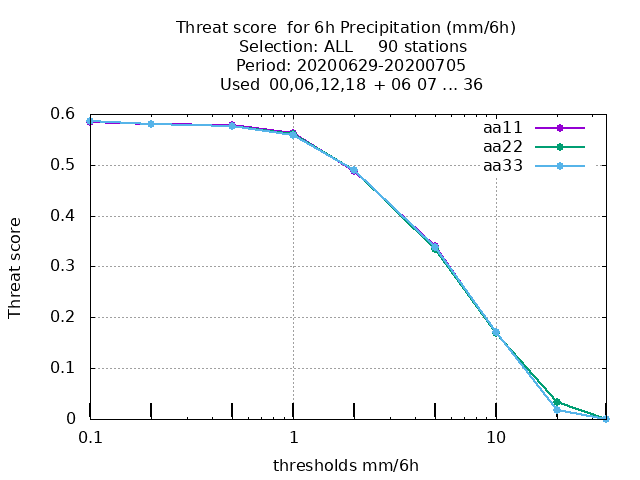 Threat score  for 6h Precipitation (mm/6h)
Selection: ALL     90 stations
Period: 20200629-20200705
Used  00,06,12,18  + 06 07 ... 36
aa11
aa22
aa33
0.6
0.5
0.4
0.3
0.2
0.1
0
Threat score
0.1 1 10
thresholds mm/6h